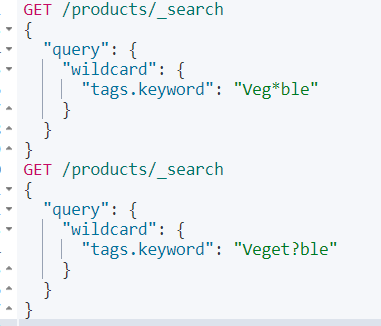 GET /products/_search
{
  "query": {
    "wildcard": {
      "tags.keyword": "Veg*ble"
    }
  }
}
GET /products/_search
{
  "query": {
    "wildcard": {
      "tags.keyword": "Veget?ble"
    }
  }
}